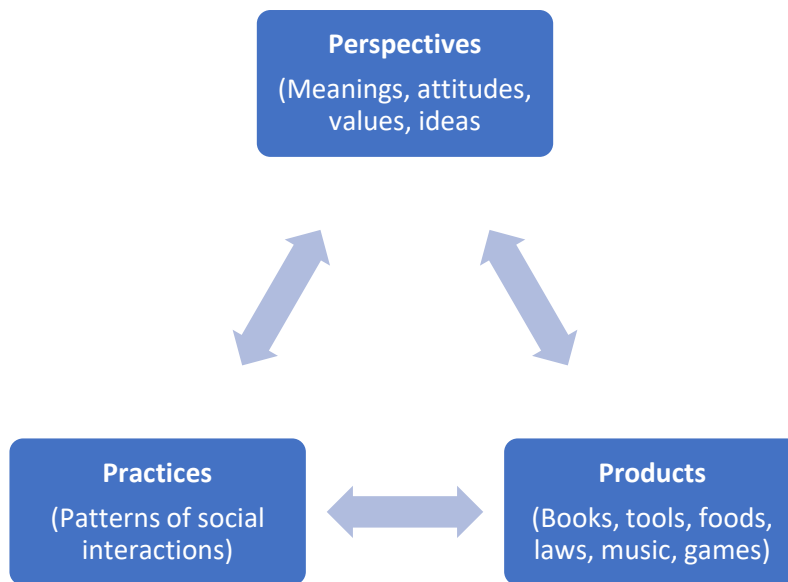 Perspectives
(Meanings, attitudes,
values, ideas
Practices
(Patterns of social
interactions)
Products
(Books, tools, foods,
laws, music, games)